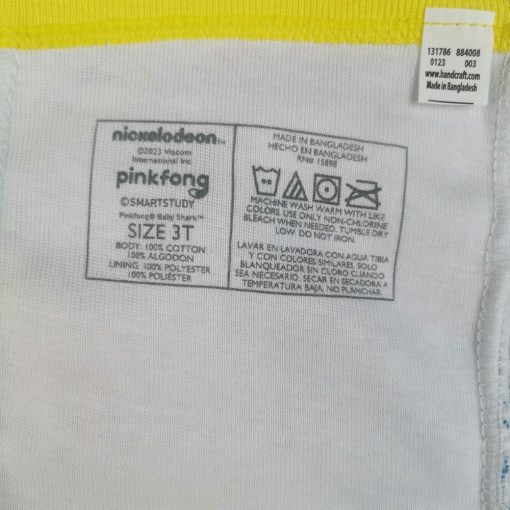 131786 BB4008
0123 003
www.handcraft.com
Made in Bangladesh
nickelodeon™
©2023 Viacom
International Inc.
pinkfong
©SMARTSTUDY
Pinkfong® Baby Shark™
SIZE 3T
BODY: 100% COTTON
100% ALGODON
LINING: 100% POLYESTER
100% POLIESTER
MADE IN BANGLADESH
HECHO EN BANGLADESH
RN# 15898
MACHINE WASH WARM WITH LIKE
COLORS USE ONLY NON-CHLORINE
BLEACH WHEN NEEDED. TUMBLE DRY
LOW. DO NOT IRON.
LAVAR EN LAVADORA CON AGUA TIBIA
Y CON COLORES SIMILARES. SOLO
BLANQUEADOR SIN CLORO CUANDO
SEA NECESARIO. SECAR EN SECADORA A
TEMPERATURA BAJA. NO PLANCHAR.